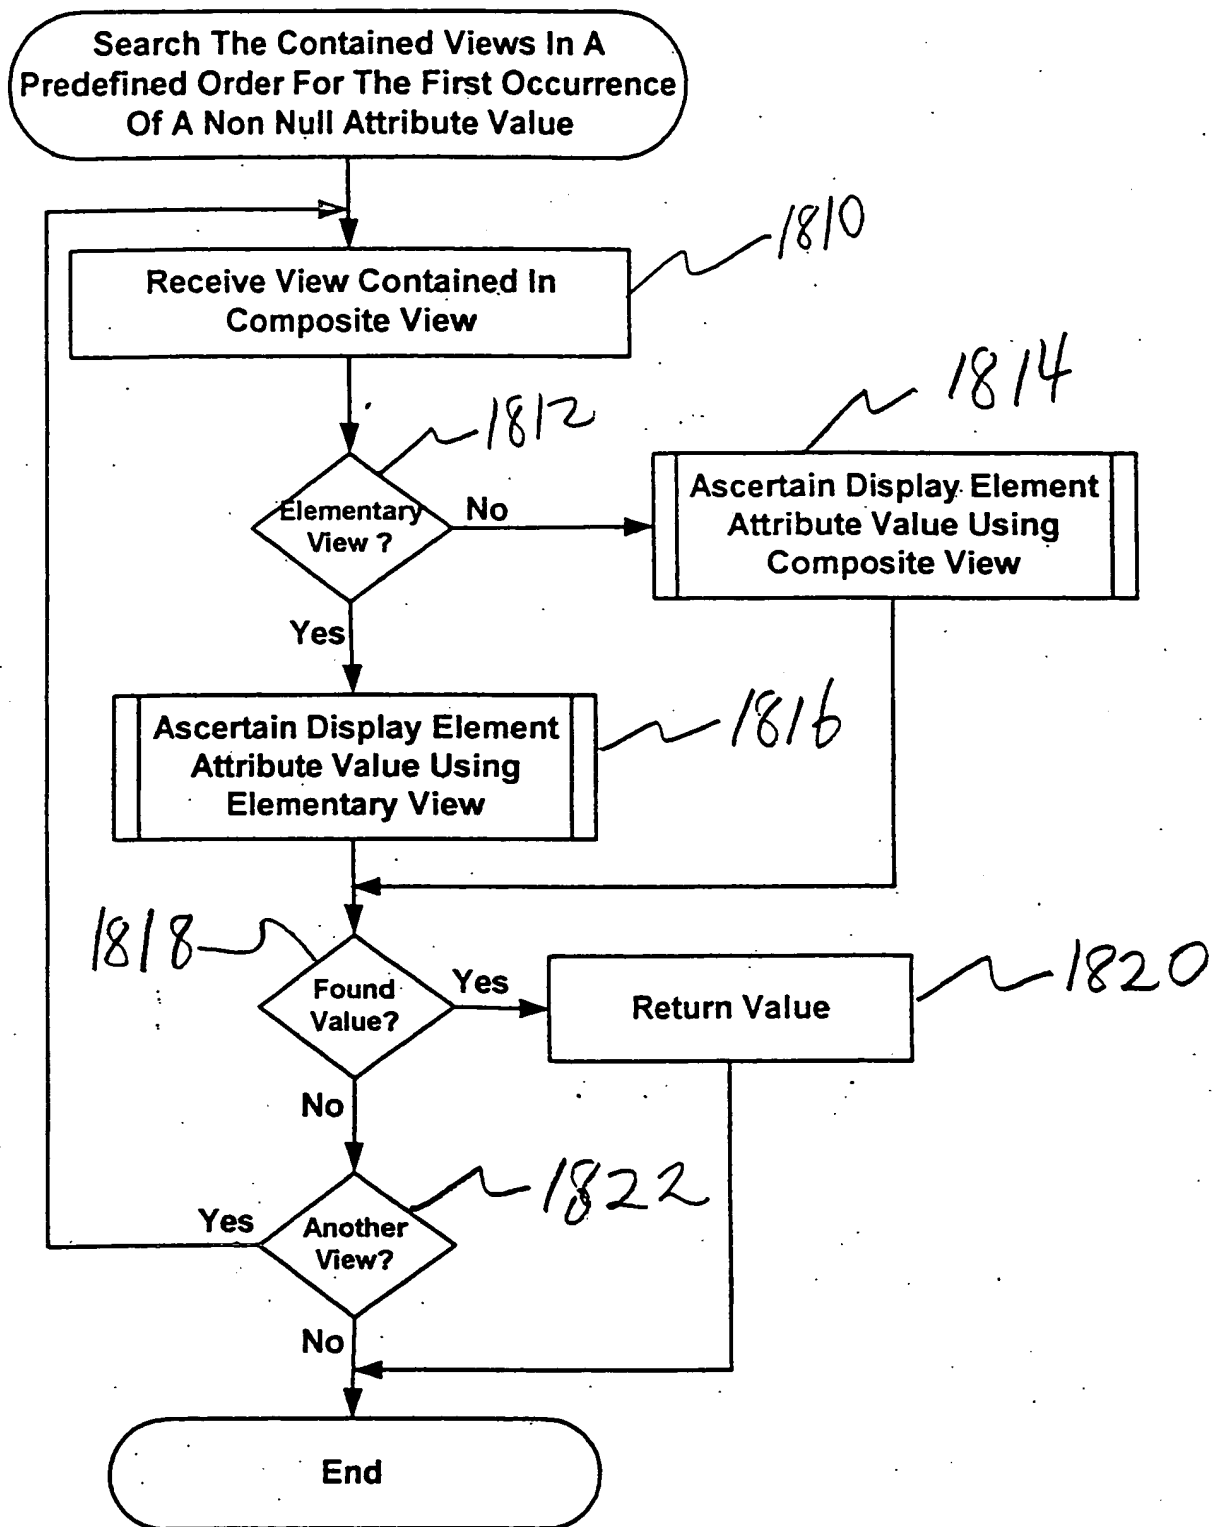 Search The Contained Views In A
Predefined Order For The First Occurrence
Of A Non Null Attribute Value
1810
Receive View Contained In
Composite View
1812
1814
Elementary
View ?
No
Ascertain Display Element
Attribute Value Using
Composite View
Yes
1816
Ascertain Display Element
Attribute Value Using
Elementary View
1818
Found
Value?
Yes
Return Value
1820
No
1822
Yes
Another
View?
No
End